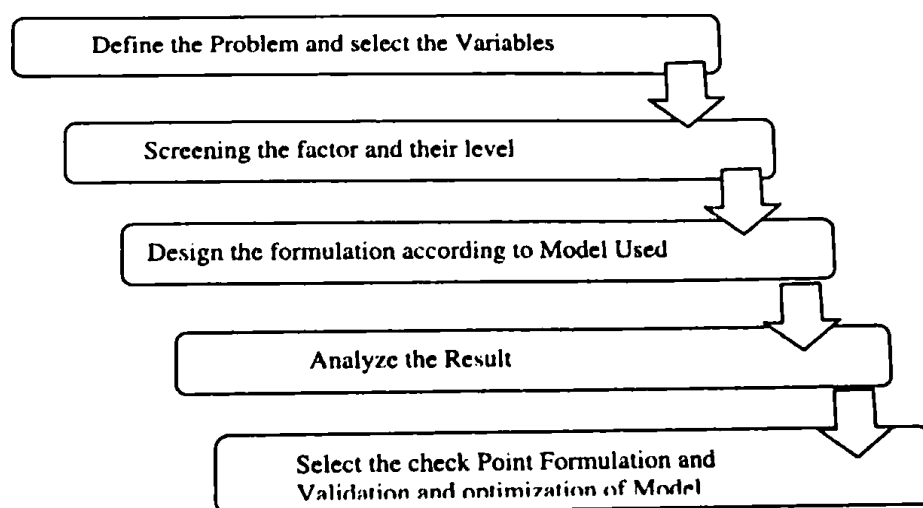 Define the Problem and select the Variables
Screening the factor and their level
Design the formulation according to Model Used
Analyze the Result
Select the check Point Formulation and
Validation and optimization of Model